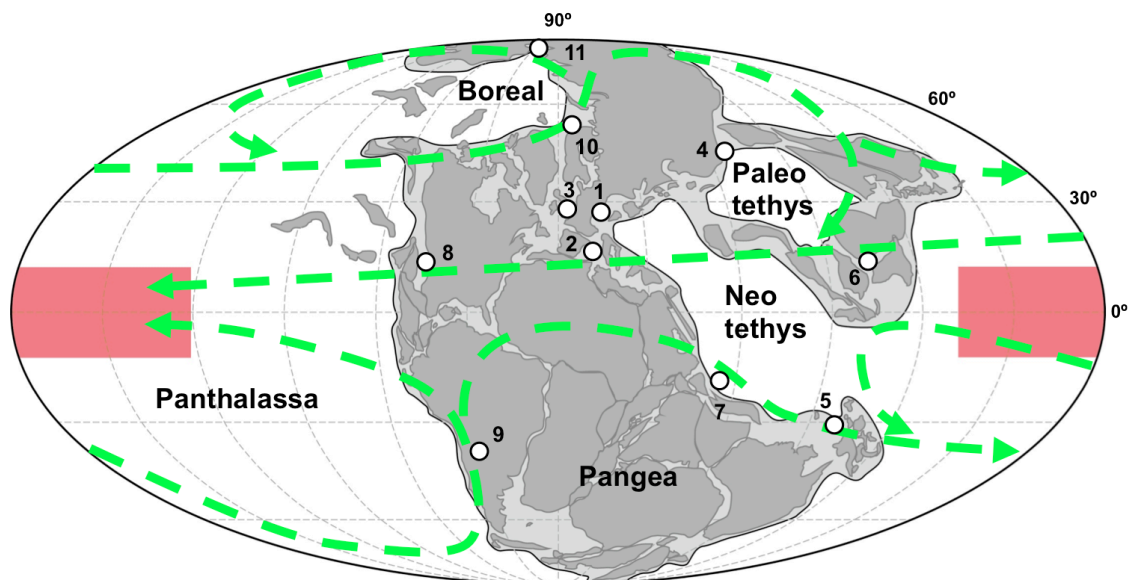 90º
11
Boreal
60º
10
4
Paleo
tethys
3
1
30º
2
8
6
Neo
tethys
0º
7
5
Panthalassa
9
Pangea